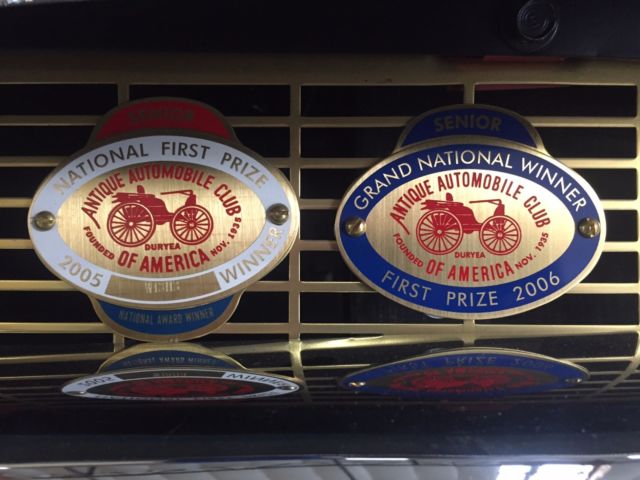 SENIOR
NATIONAL FIRST PRIZE
ANTIQUE AUTOMOBILE CLUB
DURYEA
FOUNDED NOV. 1935
OF AMERICA
2005 WINNER
NATIONAL AWARD WINNER
SENIOR
GRAND NATIONAL WINNER
ANTIQUE AUTOMOBILE CLUB
DURYEA
FOUNDED NOV. 1935
OF AMERICA
FIRST PRIZE 2006